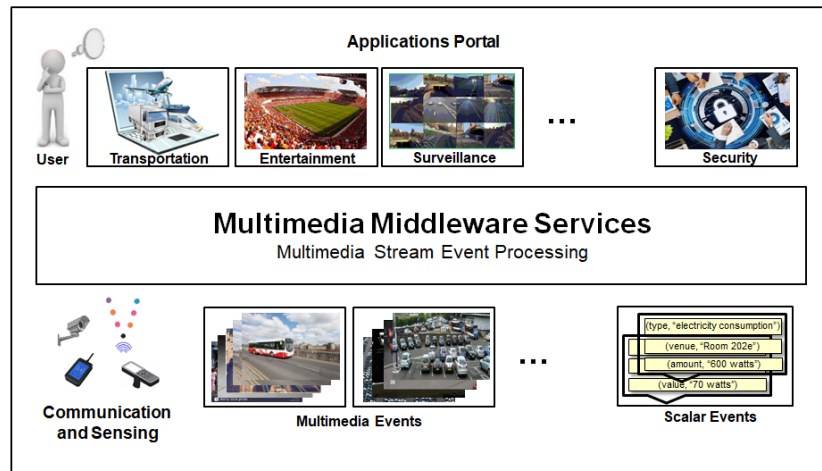 Applications Portal
User
Transportation
Entertainment
Surveillance
...
Security
Multimedia Middleware Services
Multimedia Stream Event Processing
(type, “electricity consumption”)
(venue, “Room 202e”)
(amount, “600 watts”)
(value, “70 watts”)
...
Communication
and Sensing
Multimedia Events
Scalar Events